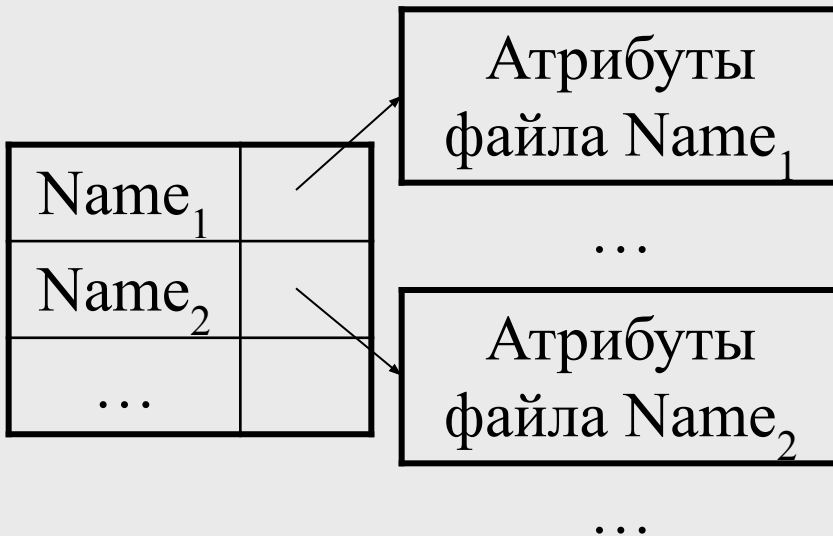 Name₁
Name₂
…
Атрибуты
файла Name₁
…
Атрибуты
файла Name₂
…